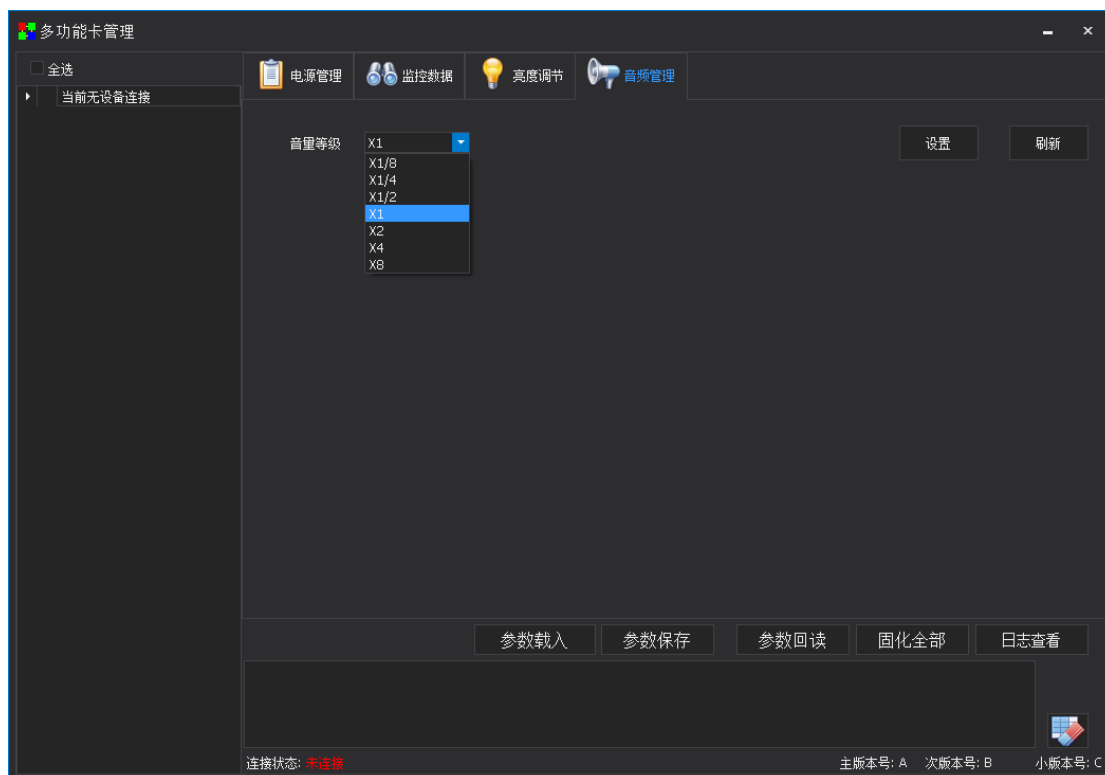 多功能卡管理
全选
当前无设备连接
电源管理 监控数据 亮度调节 音频管理
音量等级 X1 设置 刷新
X1/8
X1/4
X1/2
X1
X2
X4
X8
参数载入 参数保存 参数回读 固化全部 日志查看
连接状态: 未连接 主版本号: A 次版本号: B 小版本号: C